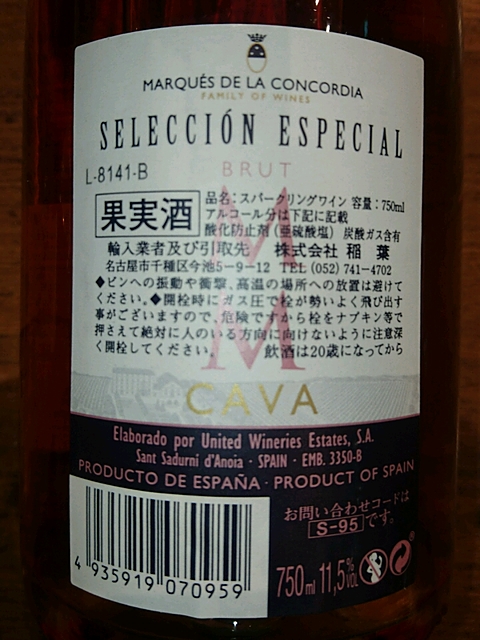 MARQUÉS DE LA CONCORDIA
FAMILY OF WINES
SELECCIÓN ESPECIAL
BRUT
L-8141-B
果実酒
品名:スパークリングワイン 容量:750ml
アルコール分は下記に記載
酸化防止剤(亜硫酸塩) 炭酸ガス含有
輸入業者及び引取先 株式会社 稲葉
名古屋市千種区今池5-9-12 TEL(052)741-4702
◆ビンへの振動や衝撃、高温の場所への放置は避けて
ください。◆開栓時にガス圧で栓が勢いよく飛び出す
事がございますので、危険ですから栓をナプキン等で
押さえて絶対に人のいる方向に向けないように注意深
く開栓してください。 飲酒は20歳になってから
M
M
CAVA
Elaborado por United Wineries Estates, S.A.
Sant Sadurni d'Anoia · SPAIN · EMB. 3350-B
PRODUCTO DE ESPAÑA · PRODUCT OF SPAIN
お問い合わせコードは
S-95 です。
4 935919 070959
750ml 11,5% VOL